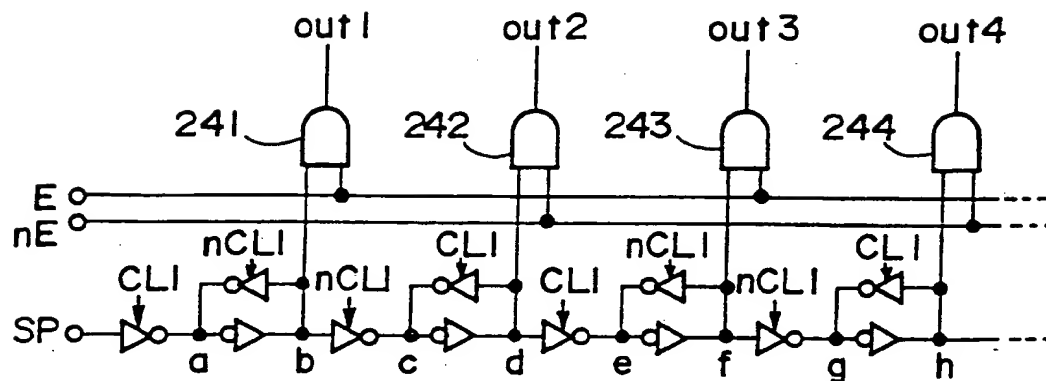 out1 out2 out3 out4
241 242 243 244
E
nE
nCL1 CL1 nCL1 CL1
CL1 nCL1 CL1 nCL1
SP
a b c d e f g h